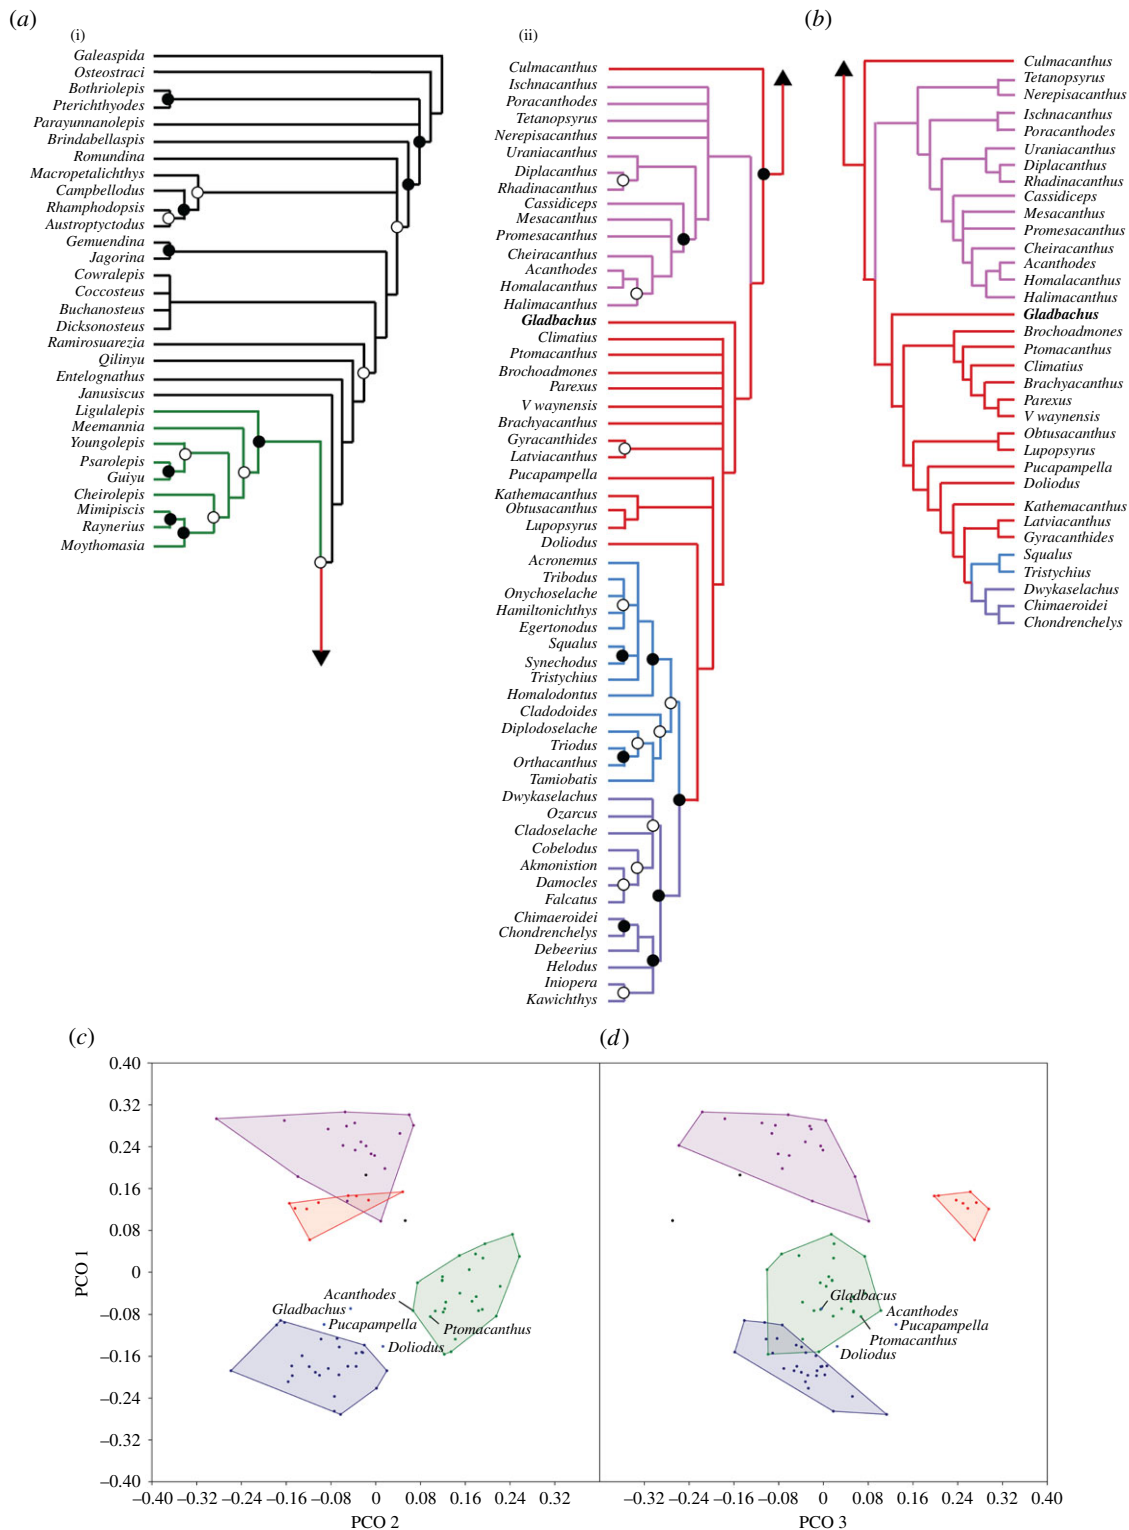 (a)
(i)
Galeaspida
Osteostraci
Bothriolepis
Pterichthyodes
Parayunnanolepis
Brindabellaspis
Romundina
Macropetalichthys
Campbellodus
Rhamphodopsis
Austroptyctodus
Gemuendina
Jagorina
Cowralepis
Coccosteus
Buchanosteus
Dicksonosteus
Ramirosuarezia
Qilinyu
Entelognathus
Janusiscus
Ligulalepis
Meemannia
Youngolepis
Psarolepis
Guiyu
Cheirolepis
Mimipiscis
Raynerius
Moythomasia
(ii)
Culmacanthus
Ischnacanthus
Poracanthodes
Tetanopsyrus
Nerepisacanthus
Uraniacanthus
Diplacanthus
Rhadinacanthus
Cassidiceps
Mesacanthus
Promesacanthus
Cheiracanthus
Acanthodes
Homalacanthus
Halimacanthus
Gladbachus
Climatius
Ptomacanthus
Brochoadmones
Parexus
V waynensis
Brachyacanthus
Gyracanthides
Latviacanthus
Pucapampella
Kathemacanthus
Obtusacanthus
Lupopsyrus
Doliodus
Acronemus
Tribodus
Onychoselache
Hamiltonichthys
Egertonodus
Squalus
Synechodus
Tristychius
Homalodontus
Cladodoides
Diplodoselache
Triodus
Orthacanthus
Tamiobatis
Dwykaselachus
Ozarcus
Cladoselache
Cobelodus
Akmonistion
Damocles
Falcatus
Chimaeroidei
Chondrenchelys
Debeerius
Helodus
Iniopera
Kawichthys
(b)
Culmacanthus
Tetanopsyrus
Nerepisacanthus
Ischnacanthus
Poracanthodes
Uraniacanthus
Diplacanthus
Rhadinacanthus
Cassidiceps
Mesacanthus
Promesacanthus
Cheiracanthus
Acanthodes
Homalacanthus
Halimacanthus
Gladbachus
Brochoadmones
Ptomacanthus
Climatius
Brachyacanthus
Parexus
V waynensis
Obtusacanthus
Lupopsyrus
Pucapampella
Doliodus
Kathemacanthus
Latviacanthus
Gyracanthides
Squalus
Tristychius
Dwykaselachus
Chimaeroidei
Chondrenchelys
(c)
0.40
0.32
0.24
0.16
0.08
0
–0.08
–0.16
–0.24
–0.32
–0.40
PCO 1
Acanthodes
Gladbachus
Pucapampella
Ptomacanthus
Doliodus
–0.40 –0.32 –0.24 –0.16 –0.08 0 0.08 0.16 0.24 0.32
PCO 2
(d)
Gladbacus
Acanthodes
Pucapampella
Ptomacanthus
Doliodus
–0.32 –0.24 –0.16 –0.08 0 0.08 0.16 0.24 0.32 0.40
PCO 3